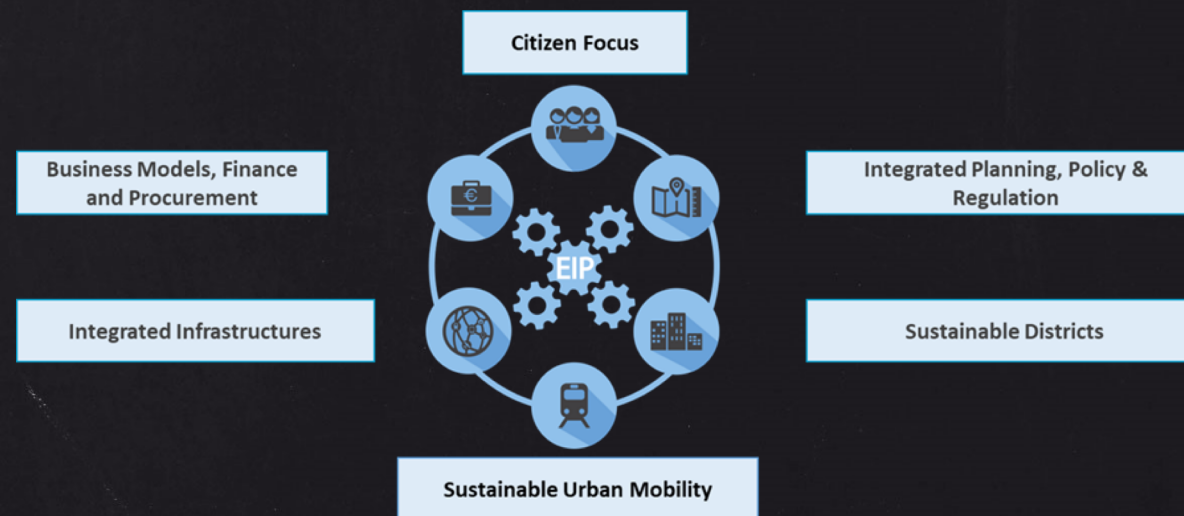 Citizen Focus
Business Models, Finance
and Procurement
Integrated Planning, Policy &
Regulation
€
EIP
Integrated Infrastructures
Sustainable Districts
Sustainable Urban Mobility